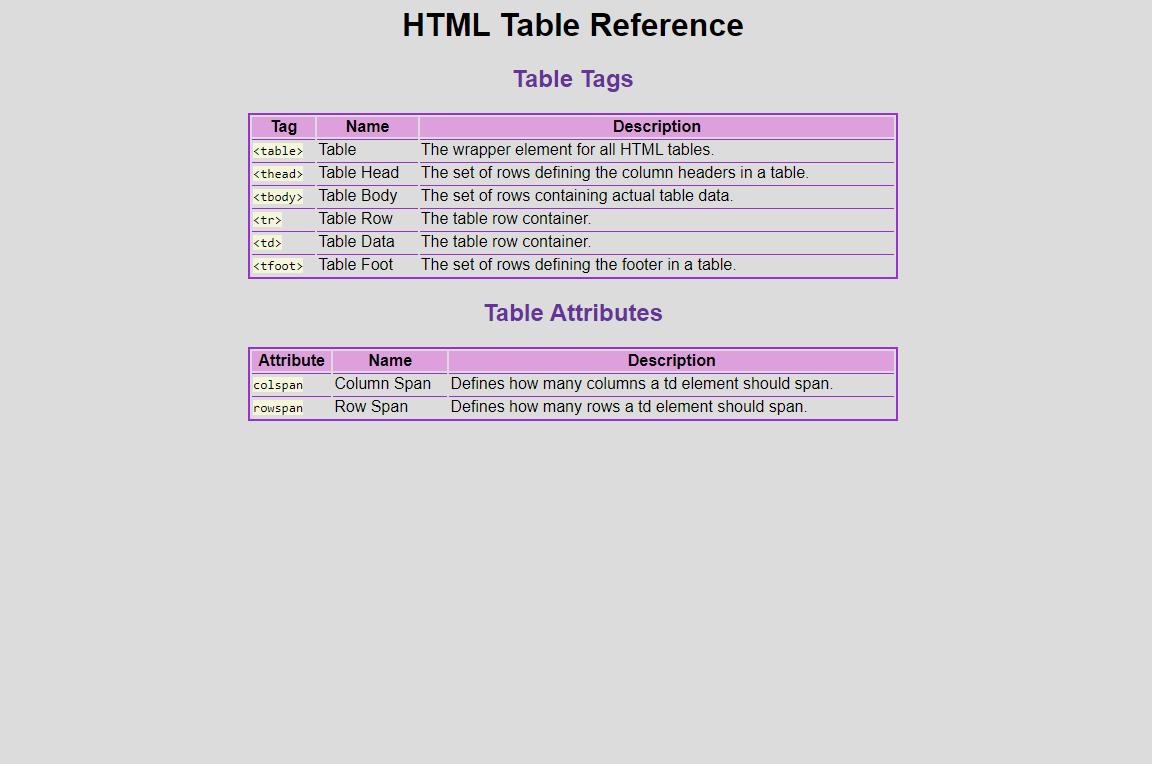 HTML Table Reference
Table Tags
Tag Name Description
<table> Table The wrapper element for all HTML tables.
<thead> Table Head The set of rows defining the column headers in a table.
<tbody> Table Body The set of rows containing actual table data.
<tr> Table Row The table row container.
<td> Table Data The table row container.
<tfoot> Table Foot The set of rows defining the footer in a table.
Table Attributes
Attribute Name Description
colspan Column Span Defines how many columns a td element should span.
rowspan Row Span Defines how many rows a td element should span.